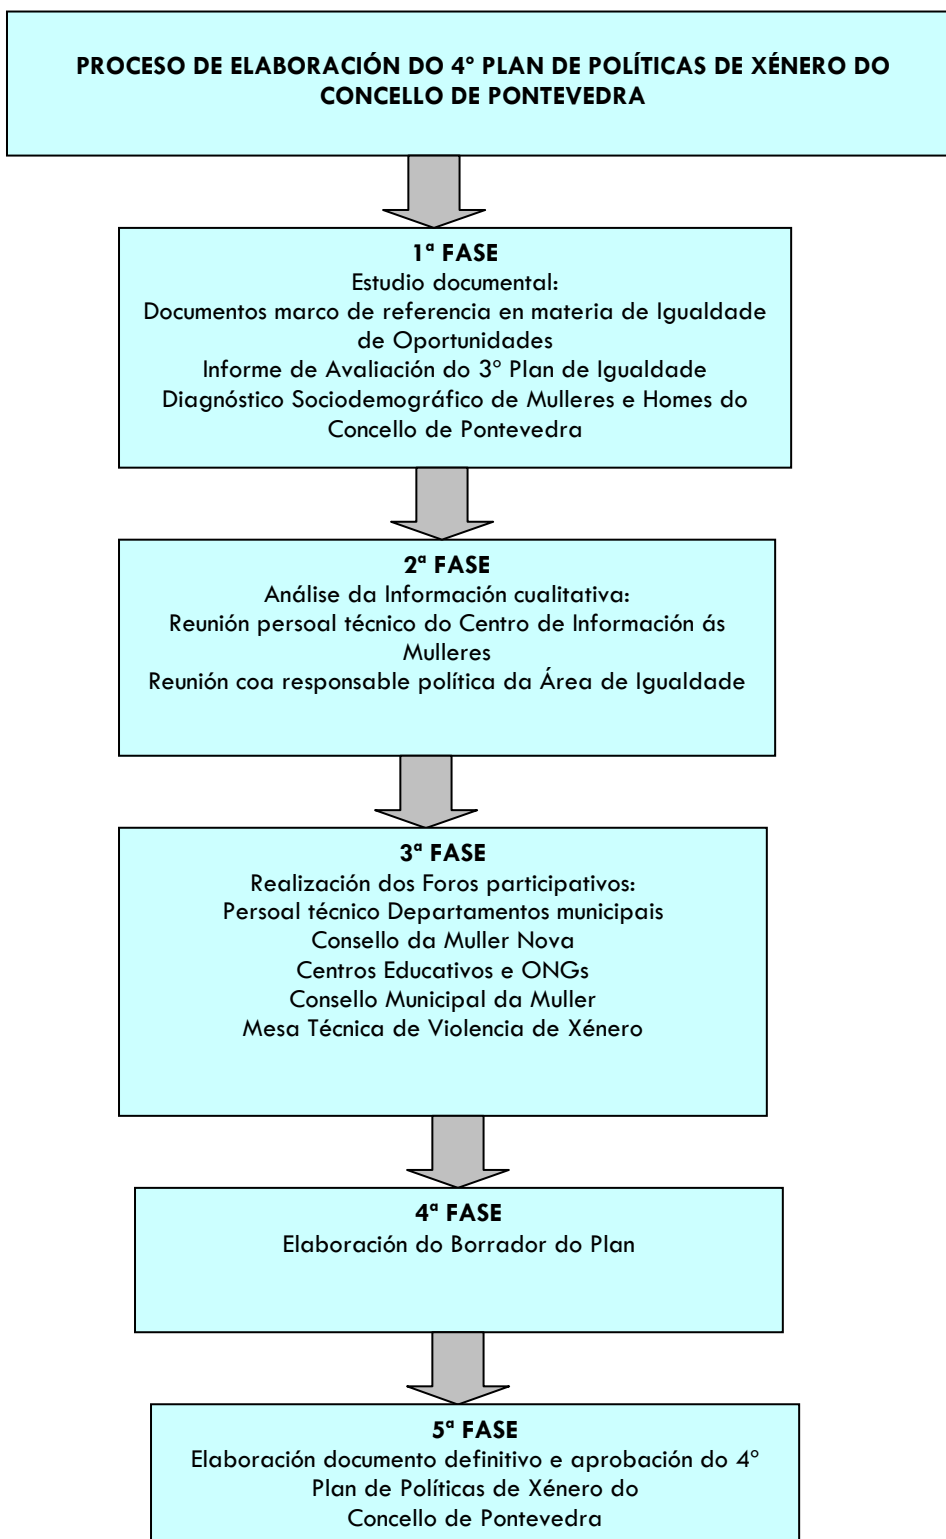 PROCESO DE ELABORACIÓN DO 4º PLAN DE POLÍTICAS DE XÉNERO DO
CONCELLO DE PONTEVEDRA
1ª FASE
Estudio documental:
Documentos marco de referencia en materia de Igualdade
de Oportunidades
Informe de Avaliación do 3º Plan de Igualdade
Diagnóstico Sociodemográfico de Mulleres e Homes do
Concello de Pontevedra
2ª FASE
Análise da Información cualitativa:
Reunión persoal técnico do Centro de Información ás
Mulleres
Reunión coa responsable política da Área de Igualdade
3ª FASE
Realización dos Foros participativos:
Persoal técnico Departamentos municipais
Consello da Muller Nova
Centros Educativos e ONGs
Consello Municipal da Muller
Mesa Técnica de Violencia de Xénero
4ª FASE
Elaboración do Borrador do Plan
5ª FASE
Elaboración documento definitivo e aprobación do 4º
Plan de Políticas de Xénero do
Concello de Pontevedra